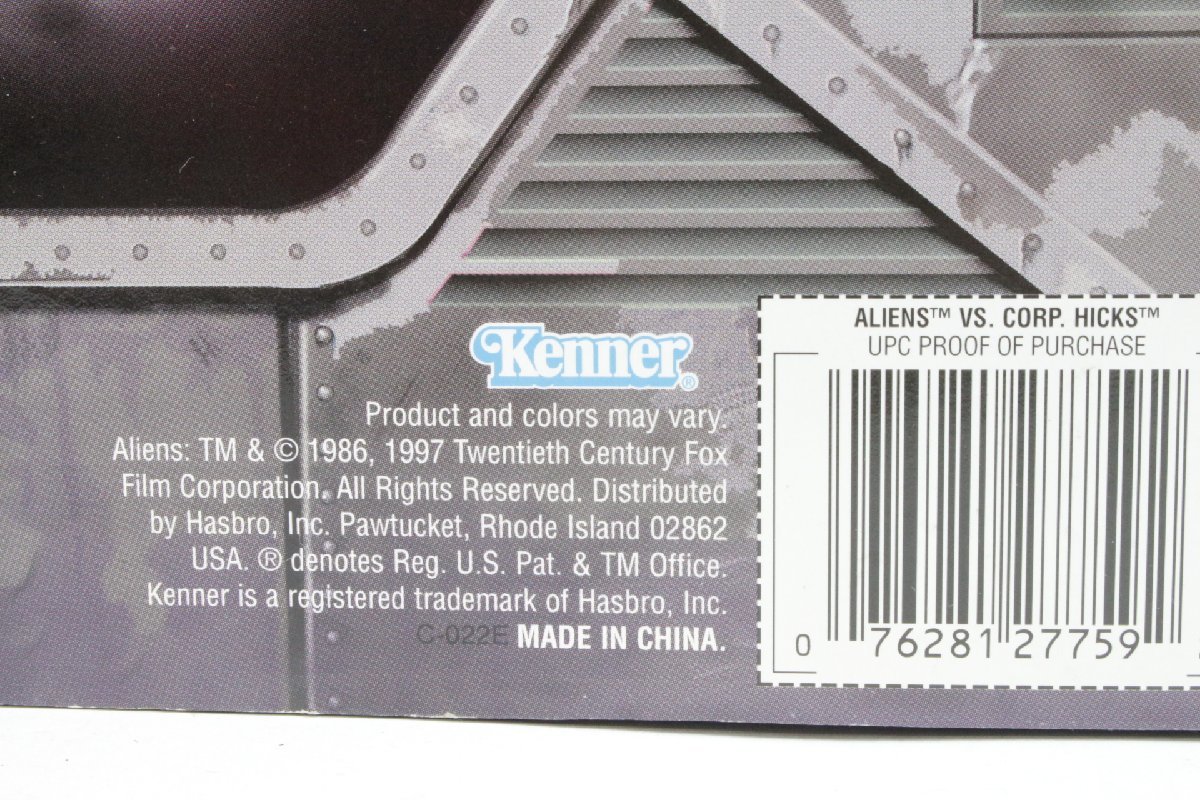 Kenner®
Product and colors may vary.
Aliens: TM & © 1986, 1997 Twentieth Century Fox
Film Corporation. All Rights Reserved. Distributed
by Hasbro, Inc. Pawtucket, Rhode Island 02862
USA. ® denotes Reg. U.S. Pat. & TM Office.
Kenner is a registered trademark of Hasbro, Inc.
C-022E MADE IN CHINA.
ALIENS™ VS. CORP. HICKS™
UPC PROOF OF PURCHASE
0 76281 27759